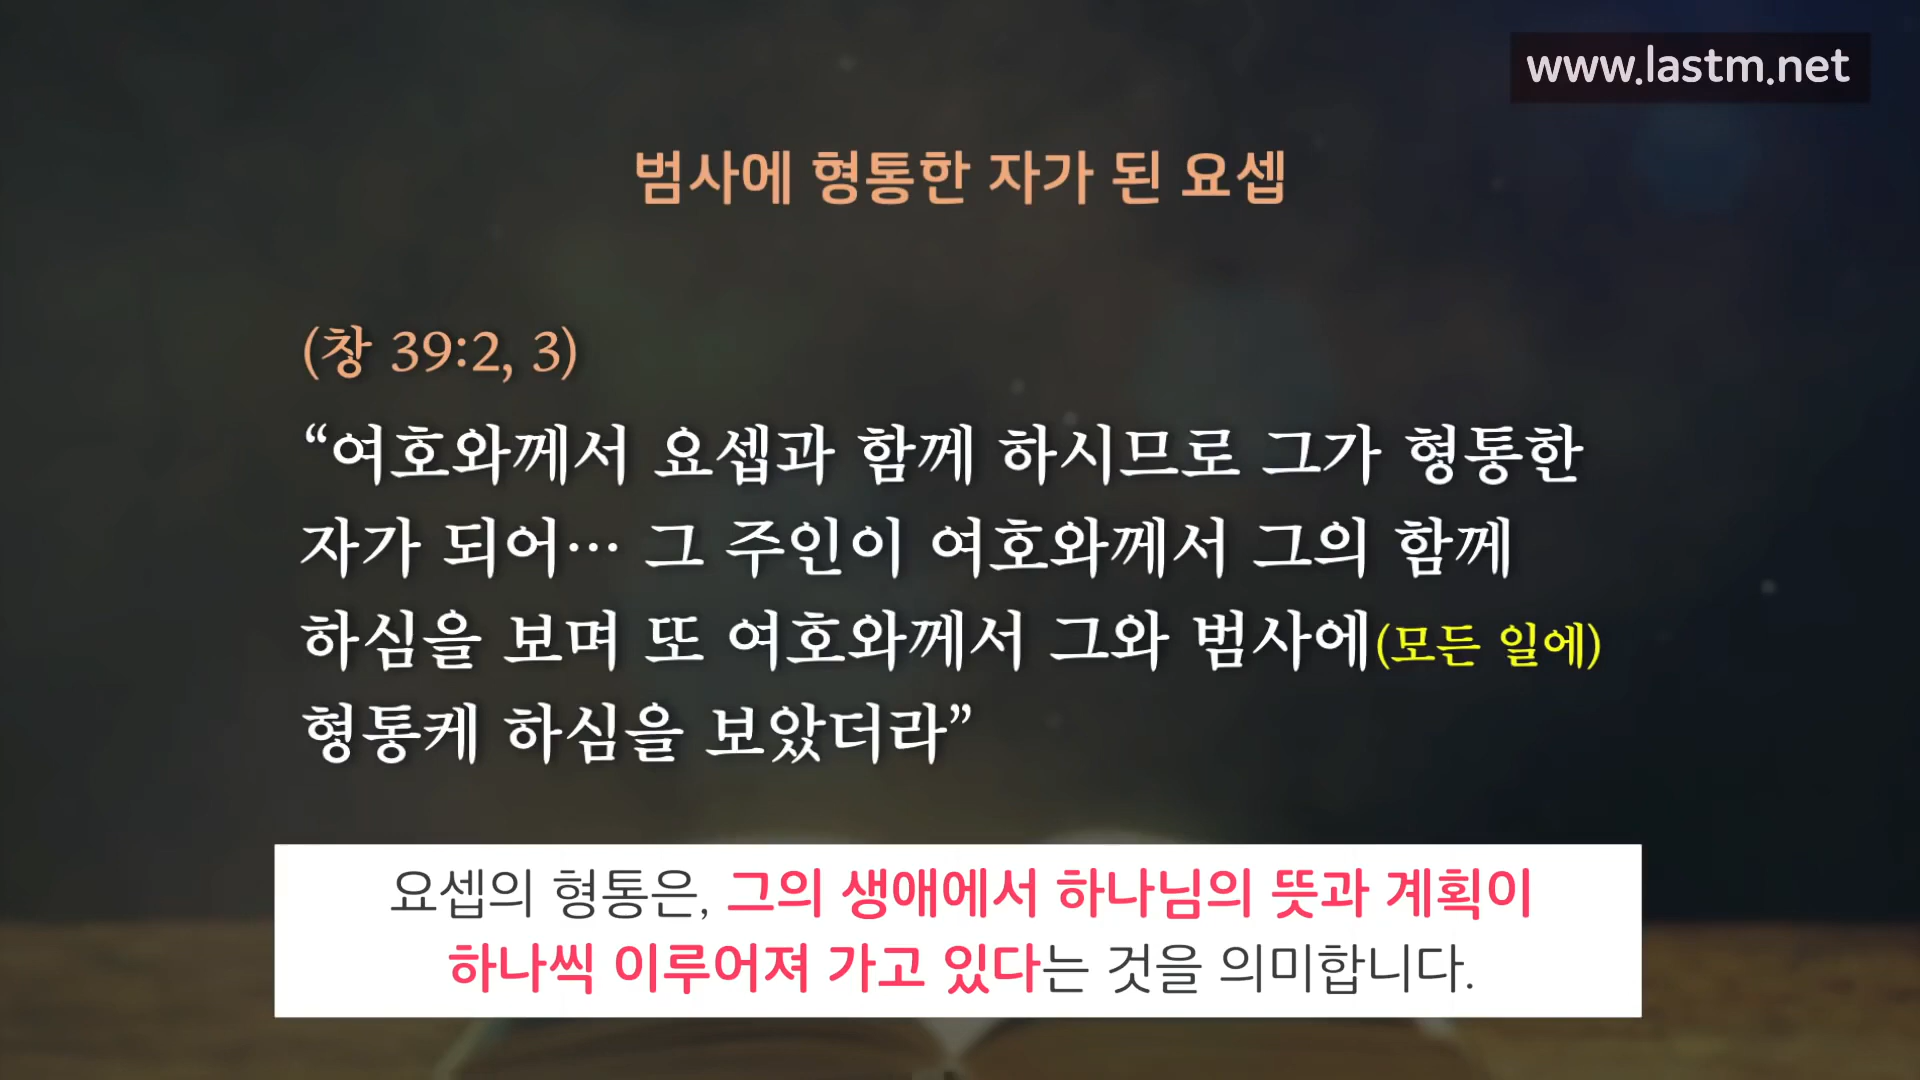 www.lastm.net
범사에 형통한 자가 된 요셉
(창 39:2, 3)
“여호와께서 요셉과 함께 하시므로 그가 형통한
자가 되어… 그 주인이 여호와께서 그의 함께
하심을 보며 또 여호와께서 그와 범사에(모든 일에)
형통케 하심을 보았더라”
요셉의 형통은, 그의 생애에서 하나님의 뜻과 계획이
하나씩 이루어져 가고 있다는 것을 의미합니다.